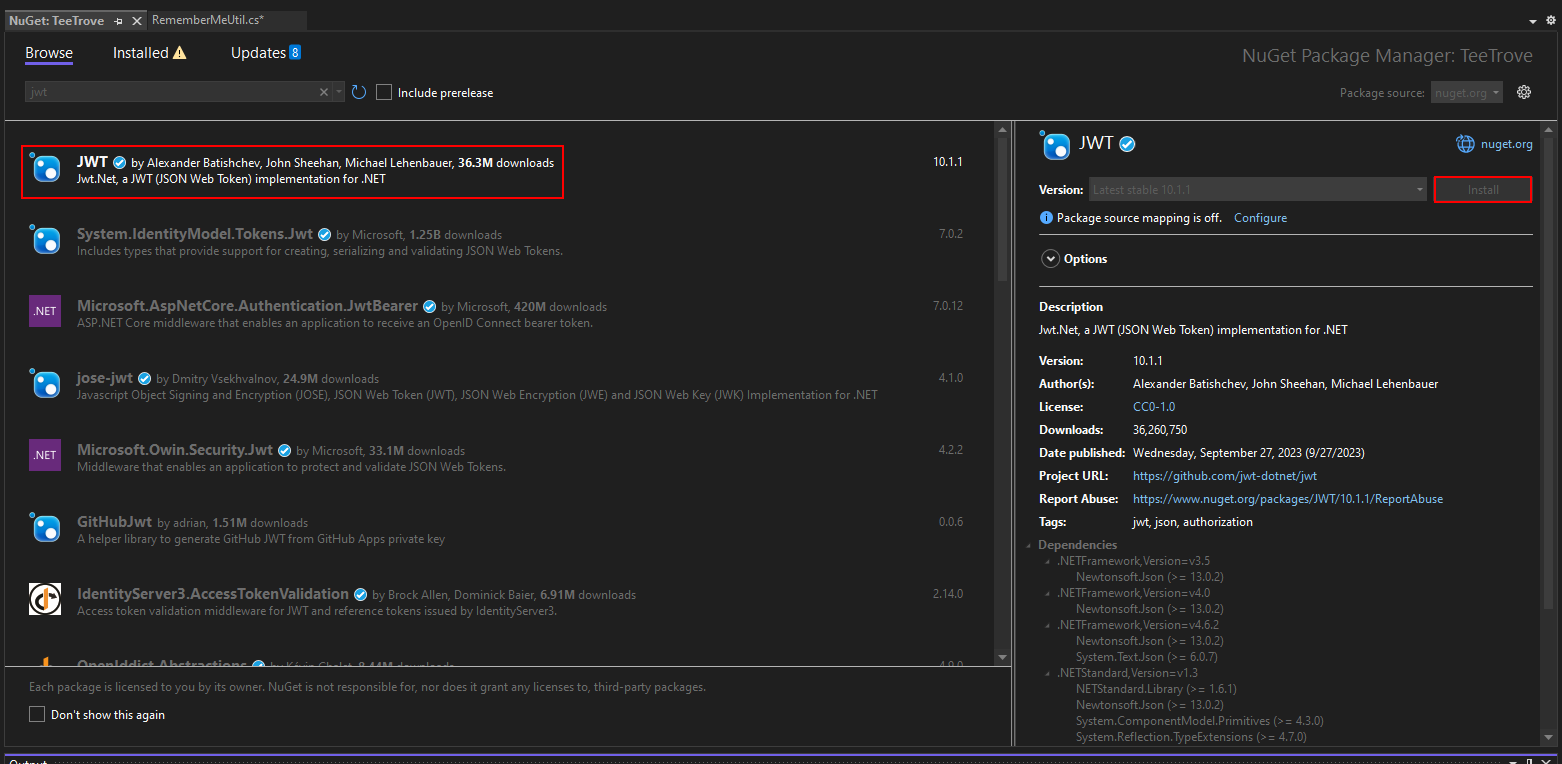 NuGet: TeeTrove
RememberMeUtil.cs*
Browse
Installed
Updates 8
NuGet Package Manager: TeeTrove
jwt
Include prerelease
Package source: nuget.org
JWT by Alexander Batishchev, John Sheehan, Michael Lehenbauer, 36.3M downloads
10.1.1
Jwt.Net, a JWT (JSON Web Token) implementation for .NET
System.IdentityModel.Tokens.Jwt by Microsoft, 1.25B downloads
7.0.2
Includes types that provide support for creating, serializing and validating JSON Web Tokens.
.NET
Microsoft.AspNetCore.Authentication.JwtBearer by Microsoft, 420M downloads
7.0.12
ASP.NET Core middleware that enables an application to receive an OpenID Connect bearer token.
jose-jwt by Dmitry Vsekhvalnov, 24.9M downloads
4.1.0
Javascript Object Signing and Encryption (JOSE), JSON Web Token (JWT), JSON Web Encryption (JWE) and JSON Web Key (JWK) Implementation for .NET
.NET
Microsoft.Owin.Security.Jwt by Microsoft, 33.1M downloads
4.2.2
Middleware that enables an application to protect and validate JSON Web Tokens.
GitHubJwt by adrian, 1.51M downloads
0.0.6
A helper library to generate GitHub JWT from GitHub Apps private key
IdentityServer3.AccessTokenValidation by Brock Allen, Dominick Baier, 6.91M downloads
2.14.0
Access token validation middleware for JWT and reference tokens issued by IdentityServer3.
OpenIddict.Abstractions by Kévin Chalet, 8.44M downloads
4.9.0
Each package is licensed to you by its owner. NuGet is not responsible for, nor does it grant any licenses to, third-party packages.
Don't show this again
JWT
nuget.org
Version: Latest stable 10.1.1
Install
Package source mapping is off. Configure
Options
Description
Jwt.Net, a JWT (JSON Web Token) implementation for .NET
Version: 10.1.1
Author(s): Alexander Batishchev, John Sheehan, Michael Lehenbauer
License: CC0-1.0
Downloads: 36,260,750
Date published: Wednesday, September 27, 2023 (9/27/2023)
Project URL: https://github.com/jwt-dotnet/jwt
Report Abuse: https://www.nuget.org/packages/JWT/10.1.1/ReportAbuse
Tags: jwt, json, authorization
Dependencies
.NETFramework,Version=v3.5
Newtonsoft.Json (>= 13.0.2)
.NETFramework,Version=v4.0
Newtonsoft.Json (>= 13.0.2)
.NETFramework,Version=v4.6.2
Newtonsoft.Json (>= 13.0.2)
System.Text.Json (>= 6.0.7)
.NETStandard,Version=v1.3
NETStandard.Library (>= 1.6.1)
Newtonsoft.Json (>= 13.0.2)
System.ComponentModel.Primitives (>= 4.3.0)
System.Reflection.TypeExtensions (>= 4.7.0)
Output